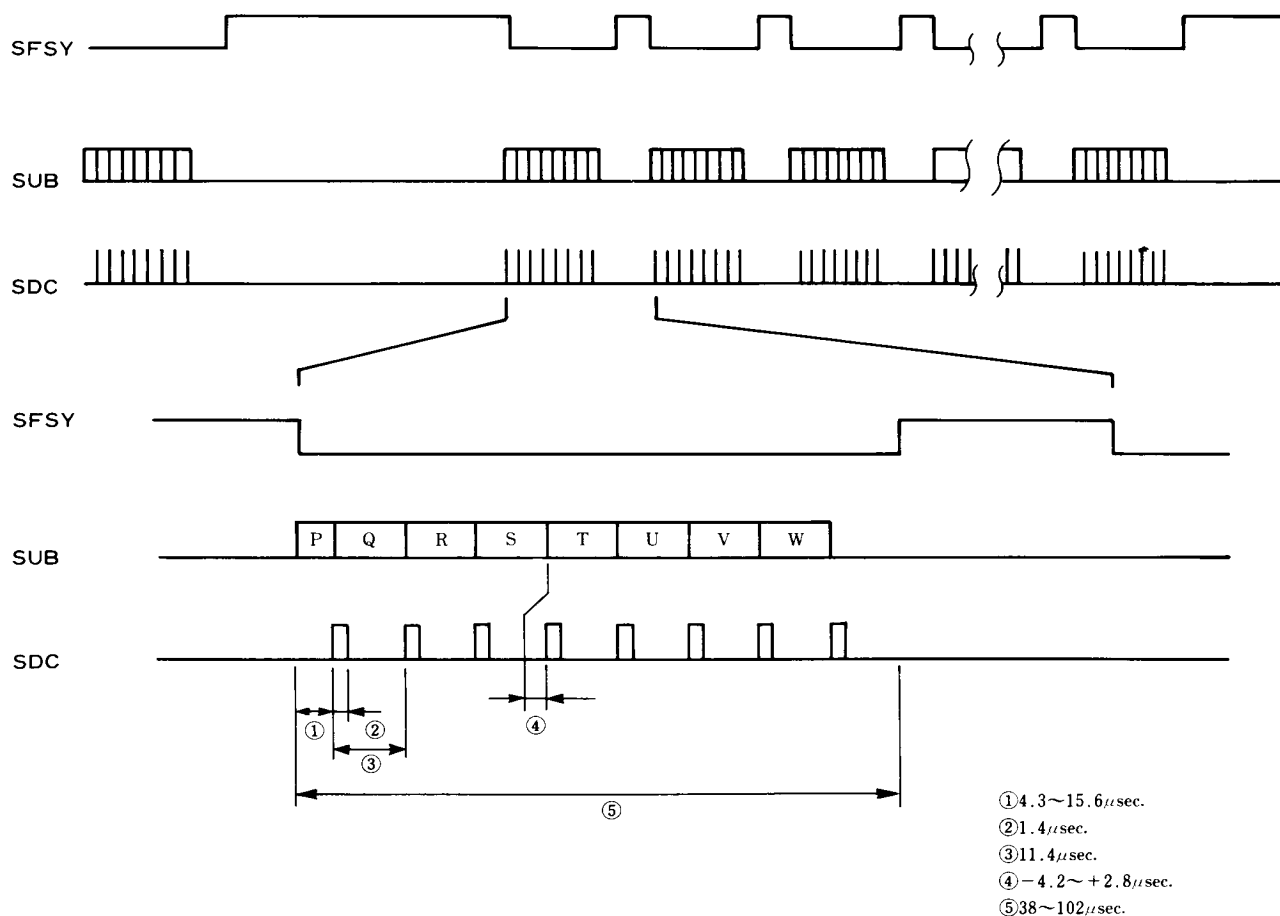 SFSY
SUB
SDC
SFSY
SUB
P Q R S T U V W
SDC
① ② ③ ④
⑤
①4.3~15.6μsec.
②1.4μsec.
③11.4μsec.
④-4.2~+2.8μsec.
⑤38~102μsec.